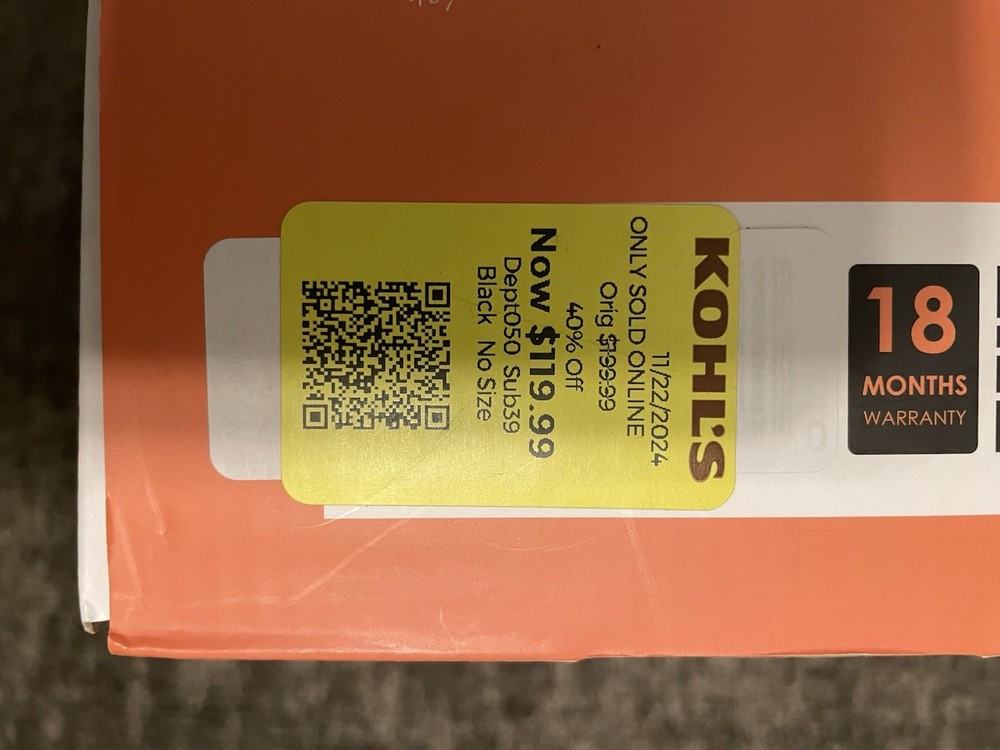 KOHL'S
11/22/2024
ONLY SOLD ONLINE
Orig $199.99
40% Off
Now $119.99
Dept050 Sub39
Black No Size
18
MONTHS
WARRANTY